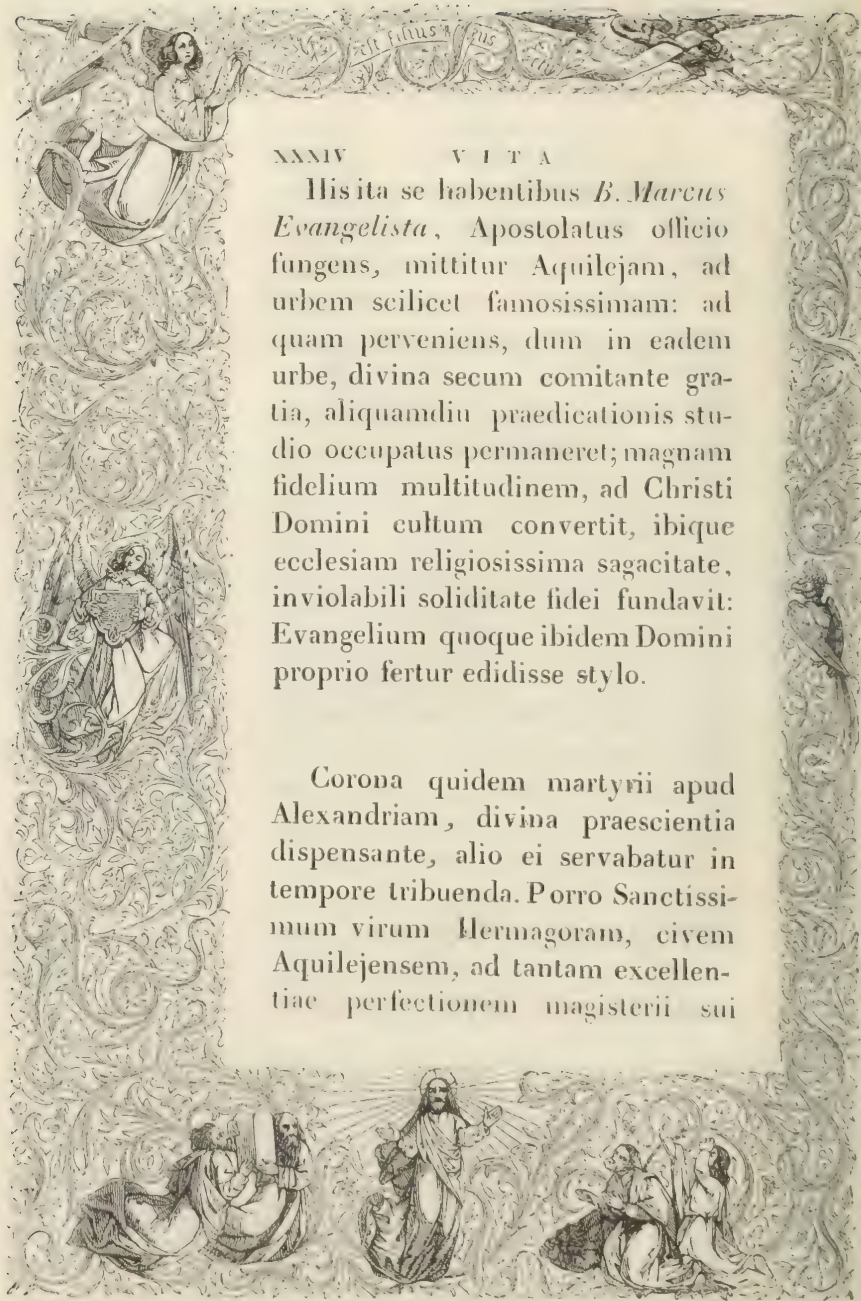 est filius
XXXIV VITA
His ita se habentibus B. Marcus
Evangelista, Apostolatus officio
fungens, mittitur Aquilejam, ad
urbem scilicet famosissimam: ad
quam perveniens, dum in eadem
urbe, divina secum comitante gra-
tia, aliquamdiu praedicationis stu-
dio occupatus permaneret; magnam
fidelium multitudinem, ad Christi
Domini cultum convertit, ibique
ecclesiam religiosissima sagacitate,
inviolabili soliditate fidei fundavit:
Evangelium quoque ibidem Domini
proprio fertur edidisse stylo.
Corona quidem martyrii apud
Alexandriam, divina praescientia
dispensante, alio ei servabatur in
tempore tribuenda. Porro Sanctissi-
mum virum Hermagoram, civem
Aquilejensem, ad tantam excellen-
tiae perfectionem magisterii sui